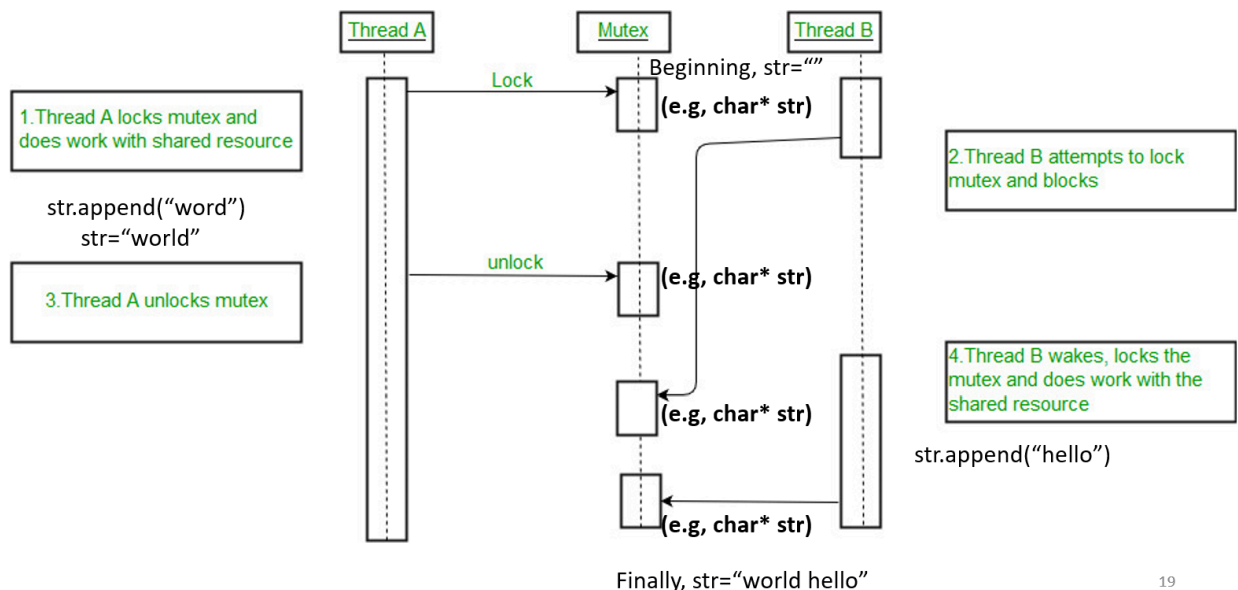 Thread A
Mutex
Thread B
Beginning, str=“”
Lock
(e.g, char* str)
1.Thread A locks mutex and
does work with shared resource
2.Thread B attempts to lock
mutex and blocks
str.append(“word”)
str=“world”
unlock
(e.g, char* str)
3.Thread A unlocks mutex
4.Thread B wakes, locks the
mutex and does work with the
shared resource
(e.g, char* str)
str.append(“hello”)
(e.g, char* str)
Finally, str=“world hello”
19